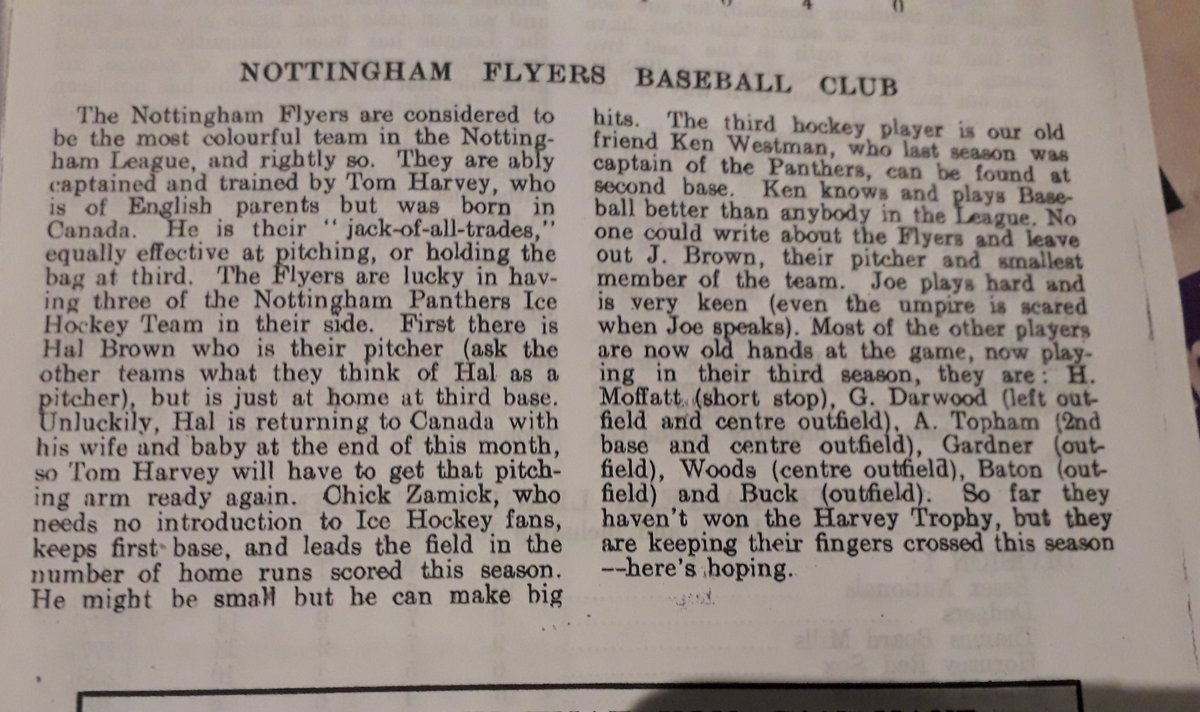 4 0
NOTTINGHAM FLYERS BASEBALL CLUB
The Nottingham Flyers are considered to
be the most colourful team in the Notting-
ham League, and rightly so. They are ably
captained and trained by Tom Harvey, who
is of English parents but was born in
Canada. He is their "jack-of-all-trades,"
equally effective at pitching, or holding the
bag at third. The Flyers are lucky in hav-
ing three of the Nottingham Panthers Ice
Hockey Team in their side. First there is
Hal Brown who is their pitcher (ask the
other teams what they think of Hal as a
pitcher), but is just at home at third base.
Unluckily, Hal is returning to Canada with
his wife and baby at the end of this month,
so Tom Harvey will have to get that pitch-
ing arm ready again. Chick Zamick, who
needs no introduction to Ice Hockey fans,
keeps first base, and leads the field in the
number of home runs scored this season.
He might be small but he can make big
hits. The third hockey player is our old
friend Ken Westman, who last season was
captain of the Panthers, can be found at
second base. Ken knows and plays Base-
ball better than anybody in the League. No
one could write about the Flyers and leave
out J. Brown, their pitcher and smallest
member of the team. Joe plays hard and
is very keen (even the umpire is scared
when Joe speaks). Most of the other players
are now old hands at the game, now play-
ing in their third season, they are: H.
Moffatt (short stop), G. Darwood (left out-
field and centre outfield), A. Topham (2nd
base and centre outfield), Gardner (out-
field), Woods (centre outfield), Baton (out-
field) and Buck (outfield). So far they
haven't won the Harvey Trophy, but they
are keeping their fingers crossed this season
—here's hoping.